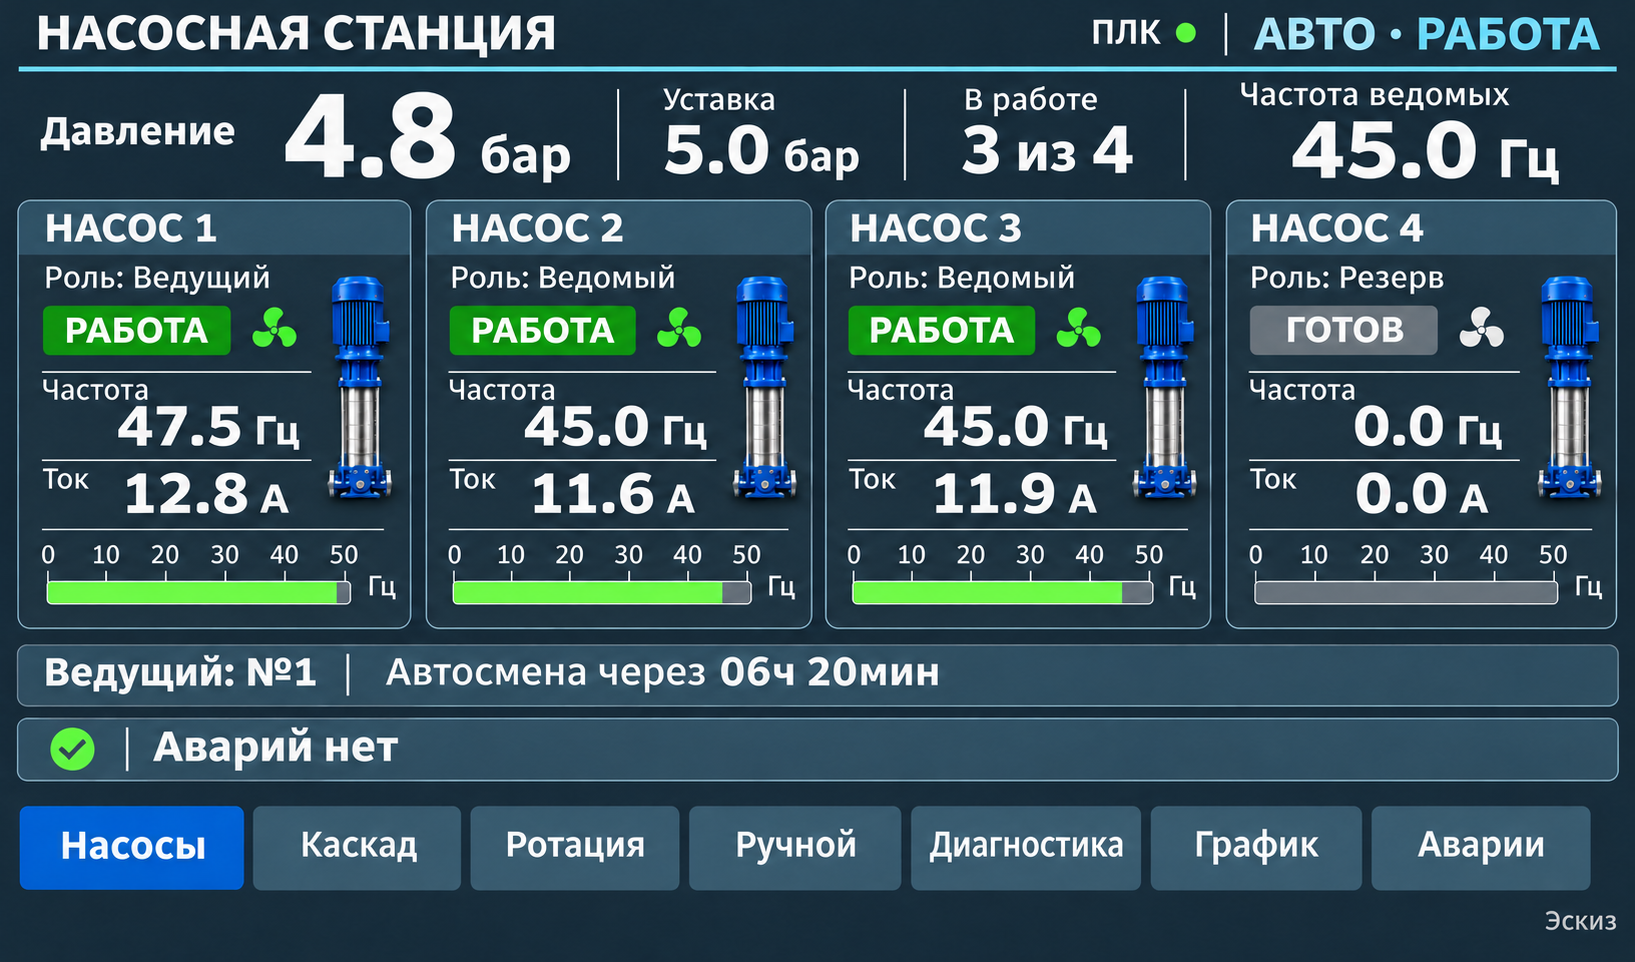 НАСОСНАЯ СТАНЦИЯ
ПЛК
АВТО • РАБОТА
Давление 4.8 бар
Уставка
5.0 бар
В работе
3 из 4
Частота ведомых
45.0 Гц
НАСОС 1
Роль: Ведущий
РАБОТА
Частота
47.5 Гц
Ток 12.8 А
0 10 20 30 40 50
Гц
НАСОС 2
Роль: Ведомый
РАБОТА
Частота
45.0 Гц
Ток 11.6 А
0 10 20 30 40 50
Гц
НАСОС 3
Роль: Ведомый
РАБОТА
Частота
45.0 Гц
Ток 11.9 А
0 10 20 30 40 50
Гц
НАСОС 4
Роль: Резерв
ГОТОВ
Частота
0.0 Гц
Ток 0.0 А
0 10 20 30 40 50
Гц
Ведущий: №1 | Автосмена через 06ч 20мин
Аварий нет
Насосы
Каскад
Ротация
Ручной
Диагностика
График
Аварии
Эскиз